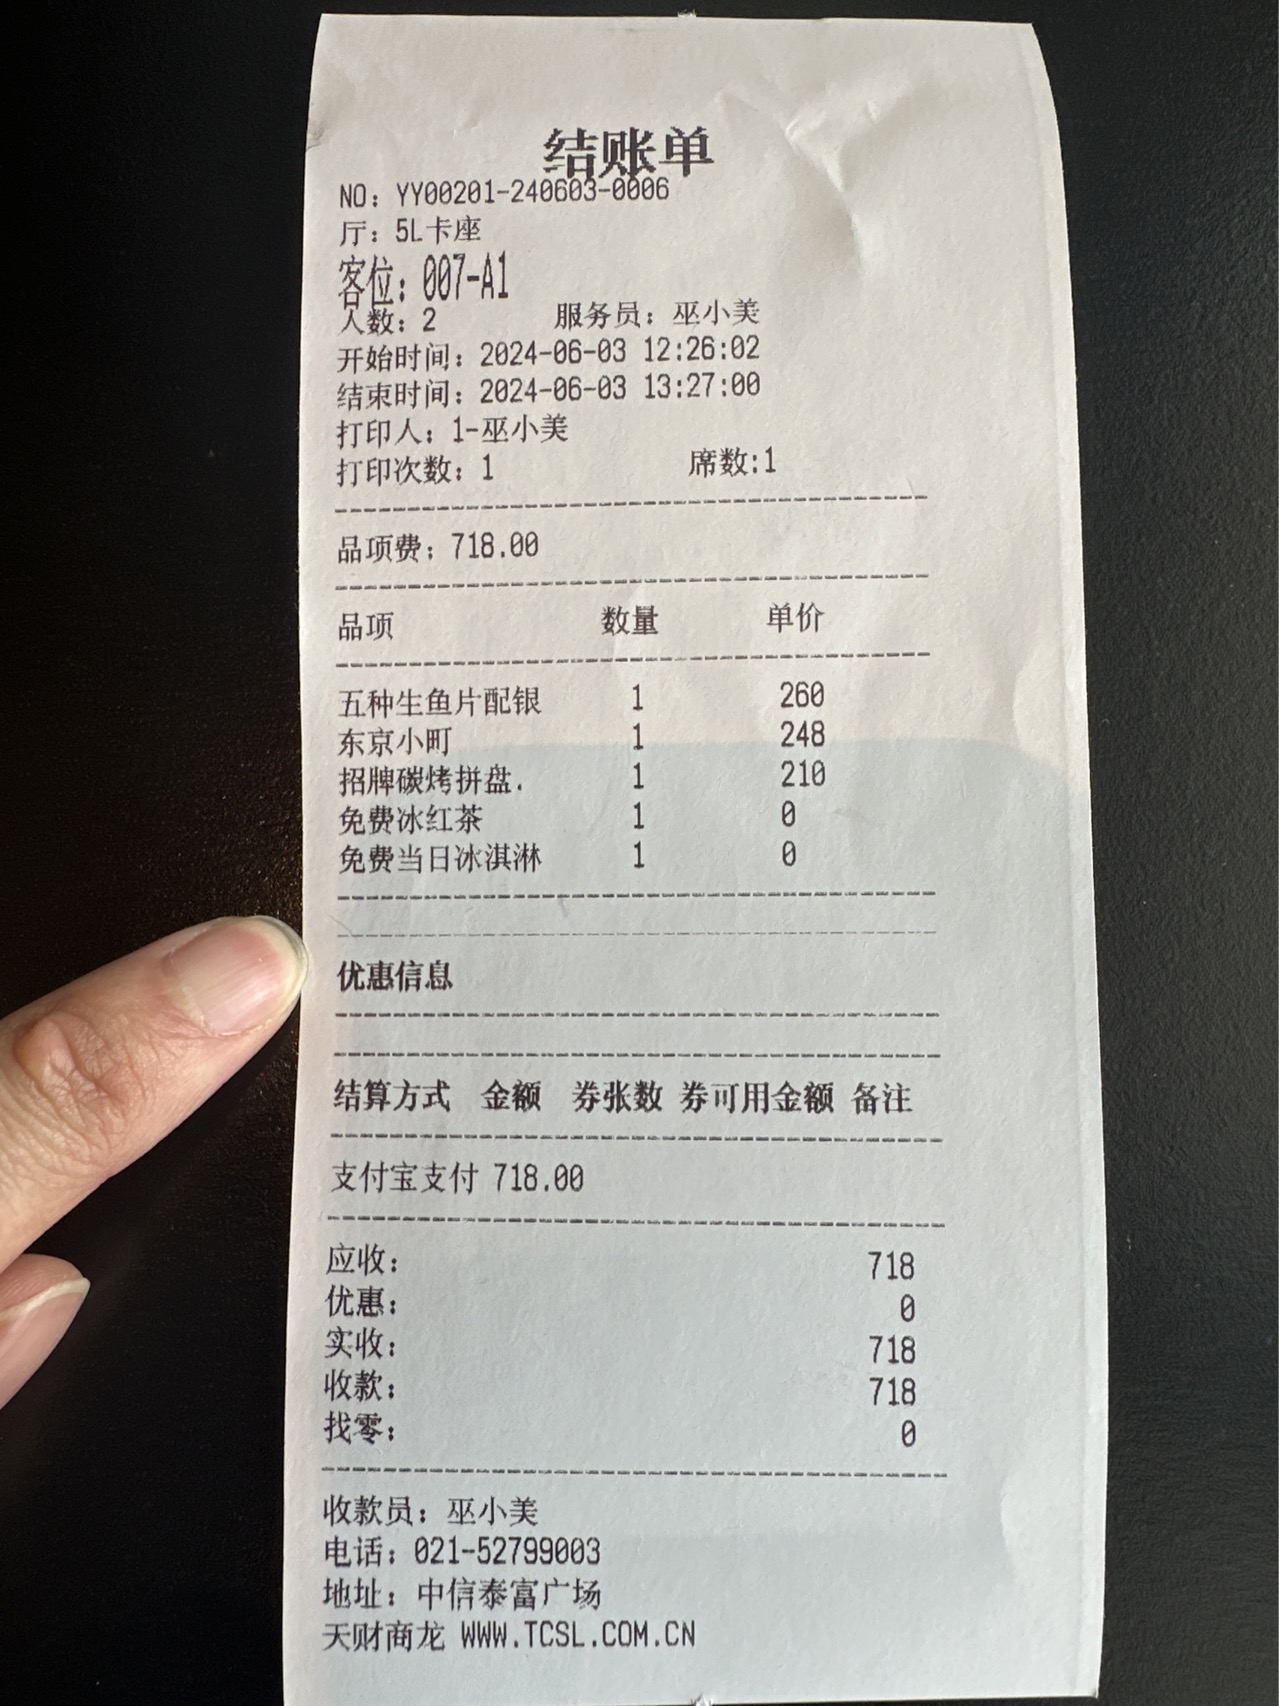 结账单
NO: YY00201-240603-0006
厅: 5L卡座
客位: 007-A1
人数: 2 服务员: 巫小美
开始时间: 2024-06-03 12:26:02
结束时间: 2024-06-03 13:27:00
打印人: 1-巫小美
打印次数: 1 席数:1
品项费: 718.00
品项 数量 单价
五种生鱼片配银 1 260
东京小町 1 248
招牌碳烤拼盘. 1 210
免费冰红茶 1 0
免费当日冰淇淋 1 0
优惠信息
结算方式 金额 券张数 券可用金额 备注
支付宝支付 718.00
应收: 718
优惠: 0
实收: 718
收款: 718
找零: 0
收款员: 巫小美
电话: 021-52799003
地址: 中信泰富广场
天财商龙 WWW.TCSL.COM.CN